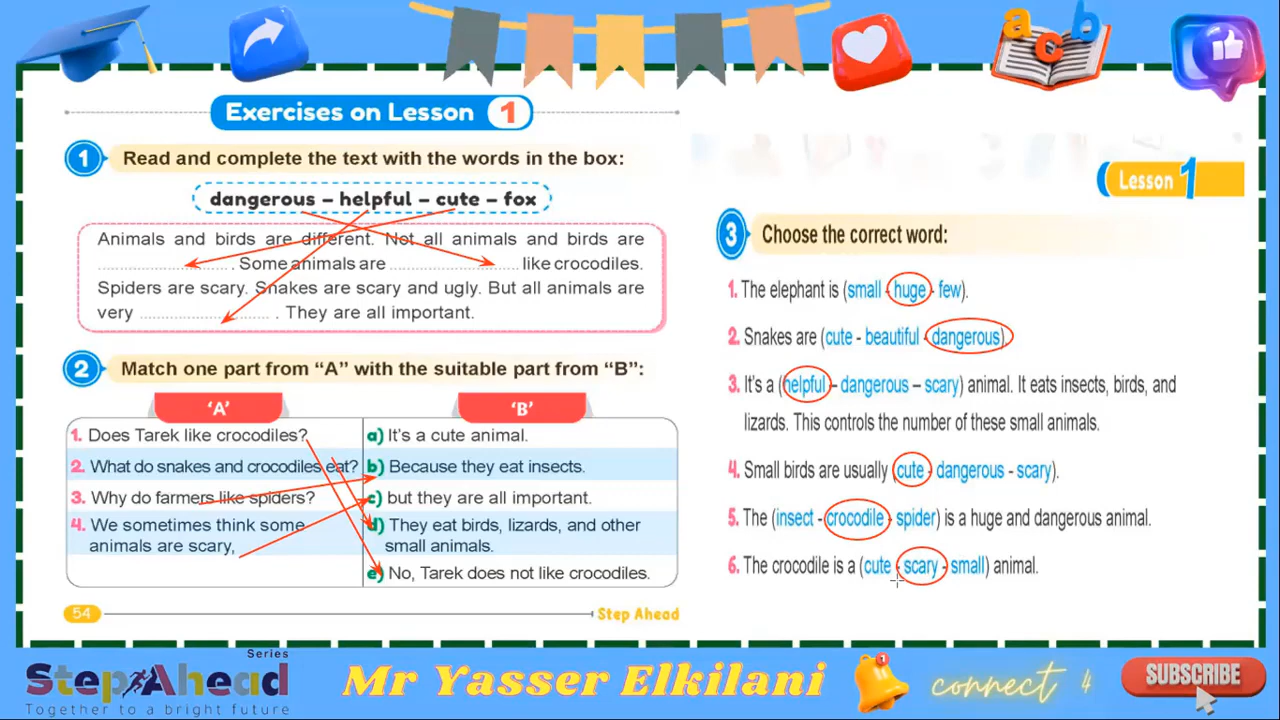 a b
c
Exercises on Lesson 1
1 Read and complete the text with the words in the box:
dangerous – helpful – cute – fox
Animals and birds are different. Not all animals and birds are
.............................. . Some animals are .............................. like crocodiles.
Spiders are scary. Snakes are scary and ugly. But all animals are
very .............................. . They are all important.
2 Match one part from “A” with the suitable part from “B”:
‘A’ ‘B’
1. Does Tarek like crocodiles? a) It’s a cute animal.
2. What do snakes and crocodiles eat? b) Because they eat insects.
3. Why do farmers like spiders? c) but they are all important.
4. We sometimes think some d) They eat birds, lizards, and other
animals are scary, small animals.
e) No, Tarek does not like crocodiles.
54 Step Ahead
Lesson 1
3 Choose the correct word:
1. The elephant is (small - huge - few).
2. Snakes are (cute - beautiful - dangerous).
3. It’s a (helpful – dangerous – scary) animal. It eats insects, birds, and
lizards. This controls the number of these small animals.
4. Small birds are usually (cute - dangerous - scary).
5. The (insect - crocodile - spider) is a huge and dangerous animal.
6. The crocodile is a (cute - scary - small) animal.
Series
StepAhead
Together to a bright future
Mr Yasser Elkilani
1
connect 4
SUBSCRIBE